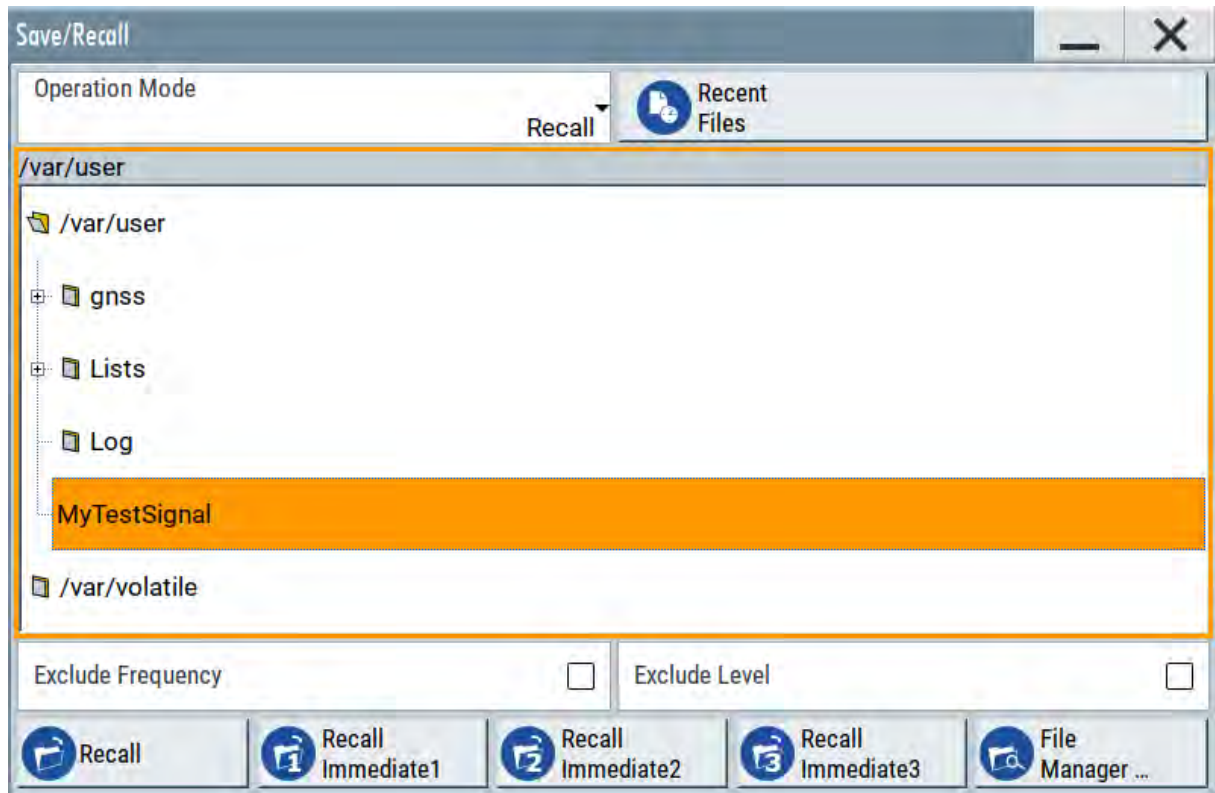 Save/Recall
Operation Mode
Recall
Recent
Files
/var/user
/var/user
gnss
Lists
Log
MyTestSignal
/var/volatile
Exclude Frequency
Exclude Level
Recall
Recall
Immediate1
Recall
Immediate2
Recall
Immediate3
File
Manager ...